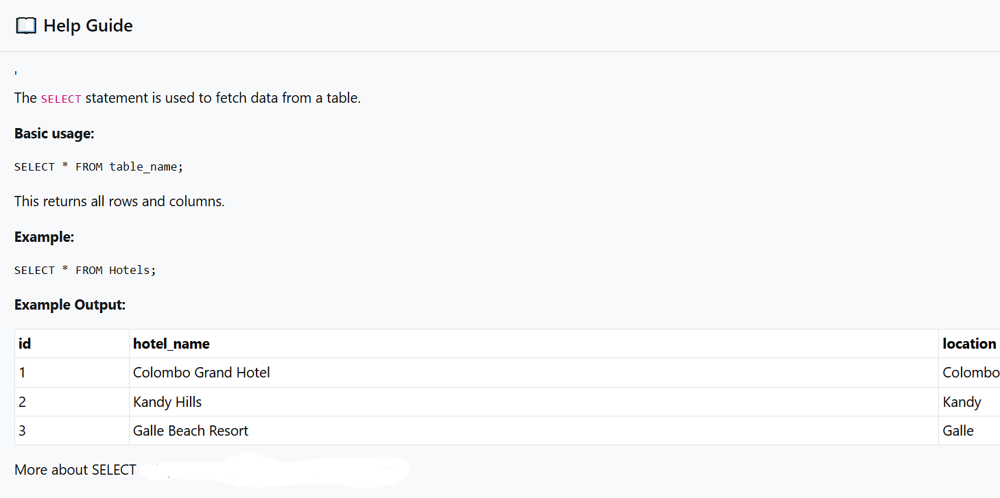 Help Guide
The SELECT statement is used to fetch data from a table.
Basic usage:
SELECT * FROM table_name;
This returns all rows and columns.
Example:
SELECT * FROM Hotels;
Example Output:
id hotel_name location
1 Colombo Grand Hotel Colombo
2 Kandy Hills Kandy
3 Galle Beach Resort Galle
More about SELECT